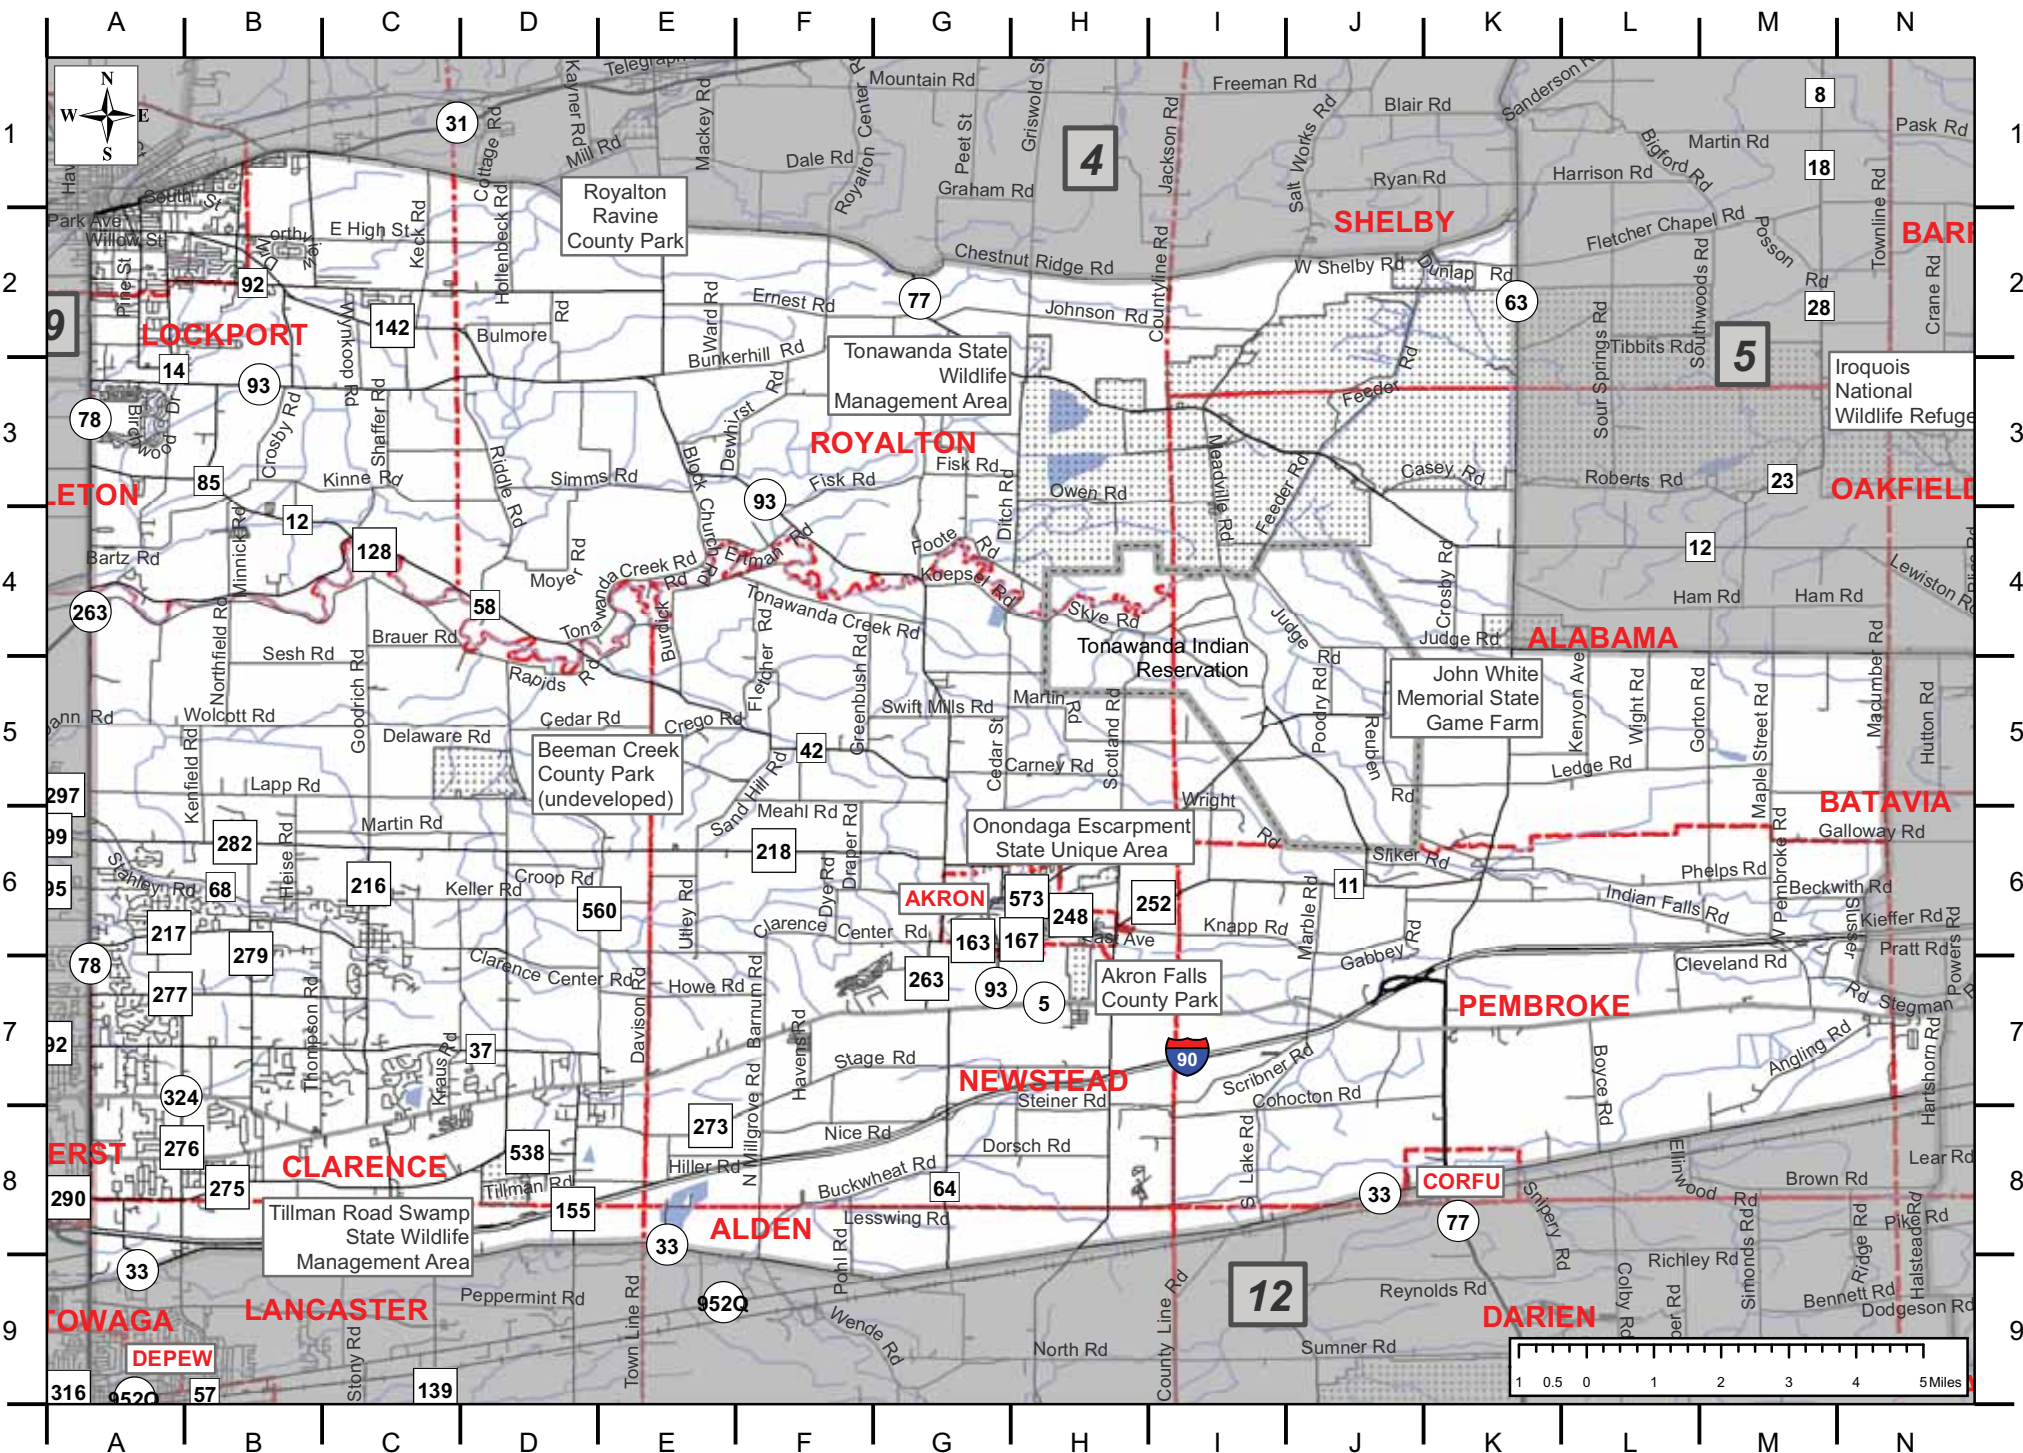 A B C D E F G H I J K L M N
1
2
3
4
5
6
7
8
9
N
W E
S
Kayner Rd
Mackey Rd
Royalton Center
Mountain Rd
Griswold St
Freeman Rd
Blair Rd
Sanderson
8
31
Cottage Rd
Mill Rd
Dale Rd
Peet St
4
Jackson Rd
Salt Works Rd
Bigford Rd
Martin Rd
Pask Rd
18
South St
Graham Rd
Ryan Rd
Harrison Rd
Townline Rd
Royalton
Ravine
County Park
Park Ave
Willow St
Pine St
E High St
Keck Rd
Hollenbeck Rd
SHELBY
Fletcher Chapel Rd
Posson
Rd
Chestnut Ridge Rd
Countyline Rd
W Shelby Rd
Dunlap Rd
Southwoods Rd
Crane Rd
92
9
LOCKPORT
Wynkoop Rd
142
Bulmore
Rd
Ward Rd
Ernest Rd
77
Johnson Rd
63
28
Bunkerhill Rd
Tonawanda State
Wildlife
Management Area
Feeder Rd
Sour Springs Rd
Tibbits Rd
5
Iroquois
National
Wildlife Refuge
14
93
78
Birchwood Dr
Crosby Rd
Shaffer Rd
Dewhirst
Rd
ROYALTON
Meadville Rd
LETON
85
Kinne Rd
Riddle Rd
Simms Rd
Block Church Rd
Fisk Rd
Fisk Rd
Ditch Rd
Owen Rd
Feeder Rd
Casey Rd
Roberts Rd
23
OAKFIELD
93
12
Minnick Rd
Bartz Rd
128
Moyer Rd
Ertman Rd
Foote Rd
Koepsel Rd
Crosby Rd
12
Lewiston Rd
263
58
Tonawanda Creek Rd
Burdick Rd
Tonawanda Creek Rd
Skye Rd
Judge Rd
Ham Rd
Ham Rd
Northfield Rd
Brauer Rd
Sesh Rd
Goodrich Rd
Rapids Rd
Fletcher Rd
Greenbush Rd
Tonawanda Indian
Reservation
Judge Rd
ALABAMA
Macumber Rd
John White
Memorial State
Game Farm
Wolcott Rd
Delaware Rd
Cedar Rd
Crego Rd
Swift Mills Rd
Martin Rd
Scotland Rd
Poodry Rd
Reuben Rd
Kenyon Ave
Wright Rd
Gorton Rd
Maple Street Rd
Hutton Rd
Kenfield Rd
Beeman Creek
County Park
(undeveloped)
42
Cedar St
Carney Rd
Ledge Rd
297
Lapp Rd
Sand Hill Rd
Meahl Rd
Wright Rd
BATAVIA
99
282
Heise Rd
Martin Rd
218
Draper Rd
Onondaga Escarpment
State Unique Area
Galloway Rd
Stahley Rd
95
68
216
Keller Rd
Croop Rd
560
Utley Rd
Dye Rd
AKRON
573
248
252
Sliker Rd
11
Phelps Rd
W Pembroke Rd
Beckwith Rd
Indian Falls Rd
Kieffer Rd
217
279
Clarence Center Rd
163
167
East Ave
Knapp Rd
Marble Rd
Gabbey Rd
Slusser
Rd
Pratt Rd
Powers Rd
78
277
Clarence Center Rd
Davison Rd
Howe Rd
Barnum Rd
263
93
5
Akron Falls
County Park
PEMBROKE
Cleveland Rd
Stegman
92
Thompson Rd
Kraus Rd
37
Havens Rd
Stage Rd
90
NEWSTEAD
Scribner Rd
Boyce Rd
Angling Rd
Hartshorn Rd
324
276
Steiner Rd
Cohocton Rd
ERST
CLARENCE
538
273
N Millgrove Rd
Nice Rd
Dorsch Rd
S Lake Rd
CORFU
Ellinwood Rd
Brown Rd
Lear Rd
290
275
Tillman Rd
155
Hiller Rd
Buckwheat Rd
64
33
Snipery Rd
Tillman Road Swamp
State Wildlife
Management Area
33
ALDEN
Lesswing Rd
77
Pike Rd
33
Pohl Rd
12
Reynolds Rd
Richley Rd
Simonds Rd
Ridge Rd
Halstead Rd
TOWAGA
LANCASTER
Peppermint Rd
Town Line Rd
952Q
Wende Rd
County Line Rd
DARIEN
Colby Rd
per Rd
Bennett Rd
Dodgeson Rd
DEPEW
Stony Rd
North Rd
Sumner Rd
316
952Q
57
139
1 0.5 0 1 2 3 4 5 Miles
A B C D E F G H I J K L M N